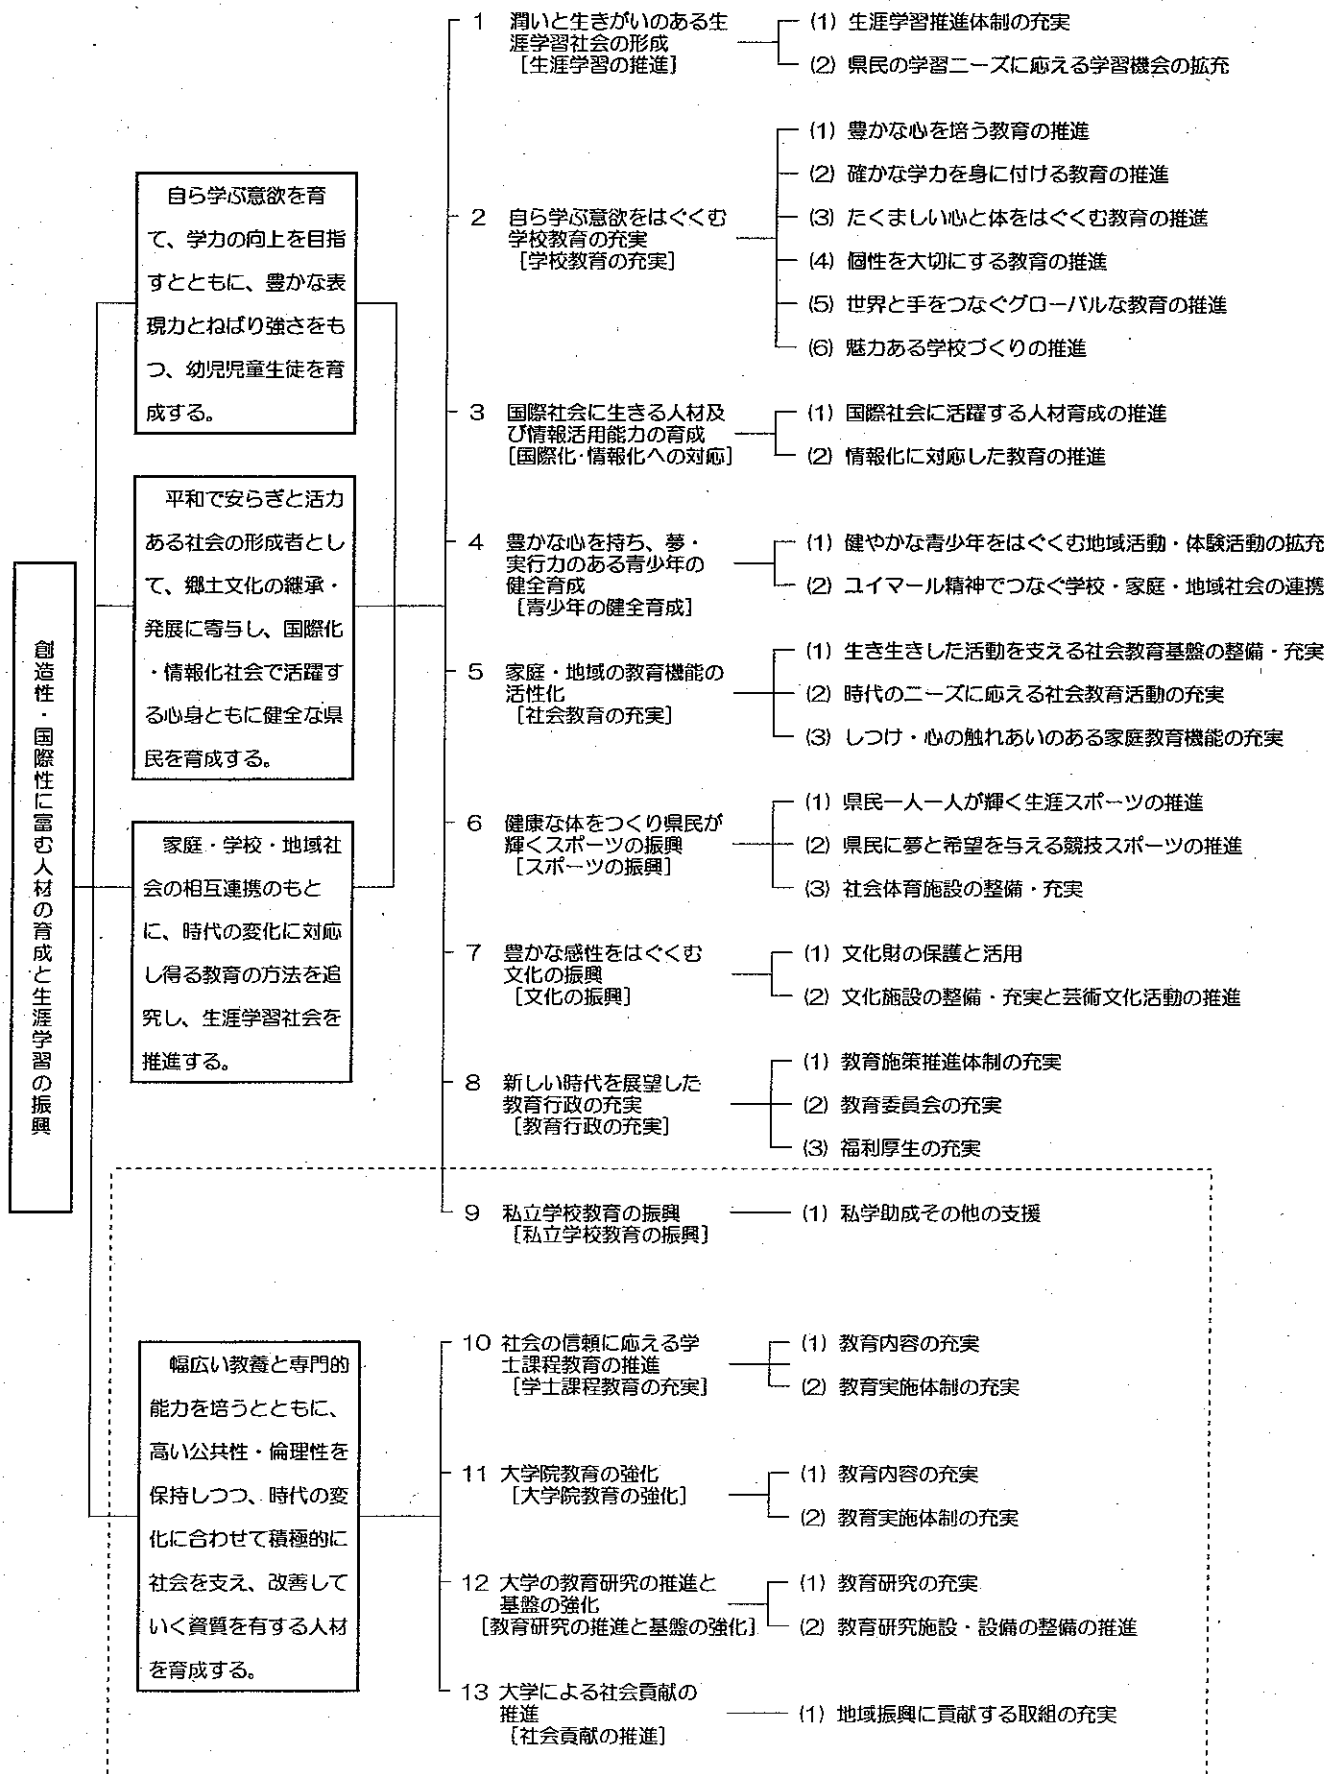 創造性・国際性に富む人材の育成と生涯学習の振興
自ら学ぶ意欲を育
て、学力の向上を目指
すとともに、豊かな表
現力とねばり強さをも
つ、幼児児童生徒を育
成する。
平和で安らぎと活力
ある社会の形成者とし
て、郷土文化の継承・
発展に寄与し、国際化
・情報化社会で活躍す
る心身ともに健全な県
民を育成する。
家庭・学校・地域社
会の相互連携のもと
に、時代の変化に対応
し得る教育の方法を追
究し、生涯学習社会を
推進する。
1 潤いと生きがいのある生
涯学習社会の形成
[生涯学習の推進]
(1) 生涯学習推進体制の充実
(2) 県民の学習ニーズに応える学習機会の拡充
2 自ら学ぶ意欲をはぐくむ
学校教育の充実
[学校教育の充実]
(1) 豊かな心を培う教育の推進
(2) 確かな学力を身に付ける教育の推進
(3) たくましい心と体をはぐくむ教育の推進
(4) 個性を大切にする教育の推進
(5) 世界と手をつなぐグローバルな教育の推進
(6) 魅力ある学校づくりの推進
3 国際社会に生きる人材及
び情報活用能力の育成
[国際化・情報化への対応]
(1) 国際社会に活躍する人材育成の推進
(2) 情報化に対応した教育の推進
4 豊かな心を持ち、夢・
実行力のある青少年の
健全育成
[青少年の健全育成]
(1) 健やかな青少年をはぐくむ地域活動・体験活動の拡充
(2) ユイマール精神でつなぐ学校・家庭・地域社会の連携
5 家庭・地域の教育機能の
活性化
[社会教育の充実]
(1) 生き生きした活動を支える社会教育基盤の整備・充実
(2) 時代のニーズに応える社会教育活動の充実
(3) しつけ・心の触れあいのある家庭教育機能の充実
6 健康な体をつくり県民が
輝くスポーツの振興
[スポーツの振興]
(1) 県民一人一人が輝く生涯スポーツの推進
(2) 県民に夢と希望を与える競技スポーツの推進
(3) 社会体育施設の整備・充実
7 豊かな感性をはぐくむ
文化の振興
[文化の振興]
(1) 文化財の保護と活用
(2) 文化施設の整備・充実と芸術文化活動の推進
8 新しい時代を展望した
教育行政の充実
[教育行政の充実]
(1) 教育施策推進体制の充実
(2) 教育委員会の充実
(3) 福利厚生の充実
9 私立学校教育の振興
[私立学校教育の振興]
(1) 私学助成その他の支援
幅広い教養と専門的
能力を培うとともに、
高い公共性・倫理性を
保持しつつ、時代の変
化に合わせて積極的に
社会を支え、改善して
いく資質を有する人材
を育成する。
10 社会の信頼に応える学
士課程教育の推進
[学士課程教育の充実]
(1) 教育内容の充実
(2) 教育実施体制の充実
11 大学院教育の強化
[大学院教育の強化]
(1) 教育内容の充実
(2) 教育実施体制の充実
12 大学の教育研究の推進と
基盤の強化
[教育研究の推進と基盤の強化]
(1) 教育研究の充実
(2) 教育研究施設・設備の整備の推進
13 大学による社会貢献の
推進
[社会貢献の推進]
(1) 地域振興に貢献する取組の充実